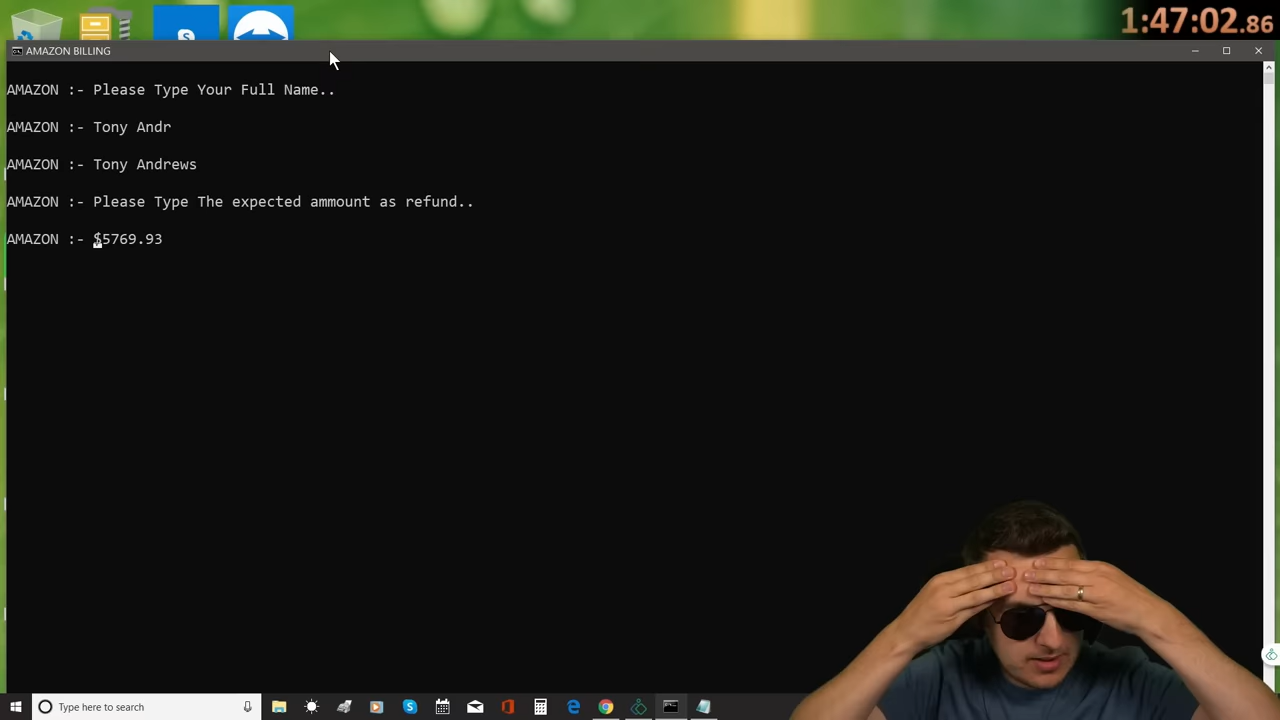 1:47:02.86
AMAZON BILLING
AMAZON :- Please Type Your Full Name..
AMAZON :- Tony Andr
AMAZON :- Tony Andrews
AMAZON :- Please Type The expected ammount as refund..
AMAZON :- $5769.93
Type here to search